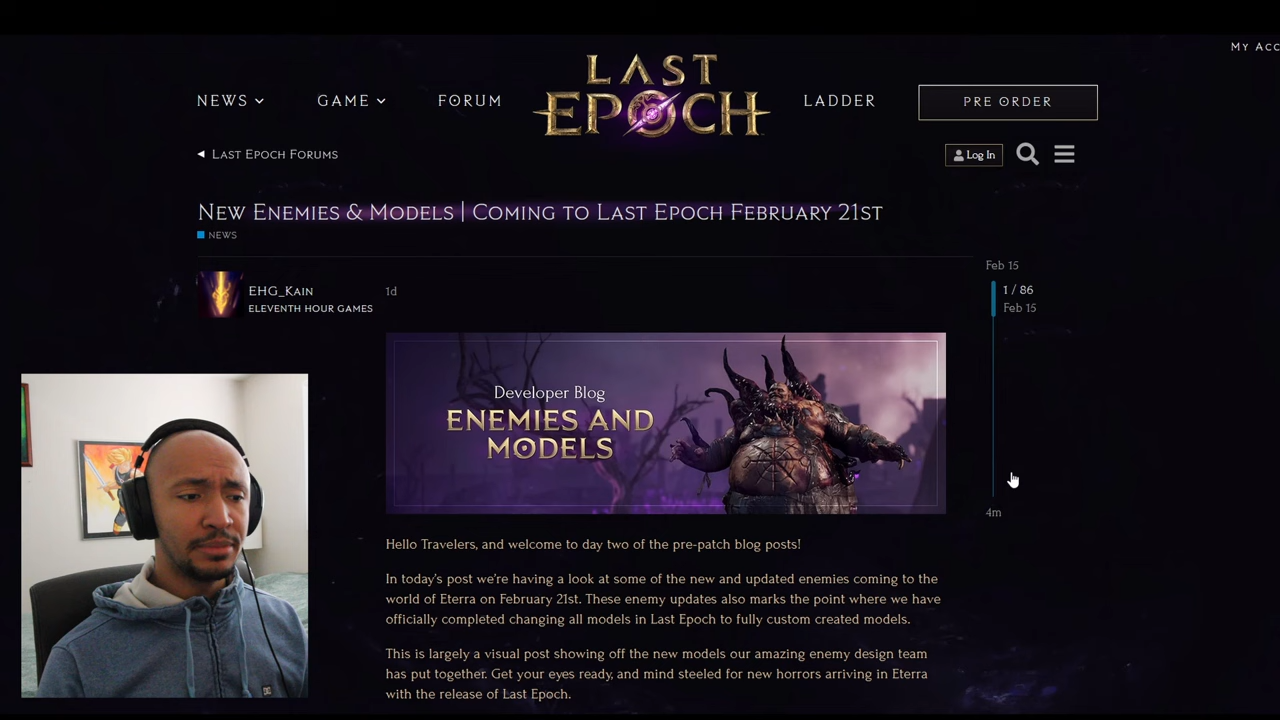 My Acc
NEWS
GAME
FORUM
LAST EPOCH
LADDER
PRE ORDER
Last Epoch Forums
Log In
New Enemies & Models | Coming to Last Epoch February 21st
NEWS
Feb 15
EHG_Kain
1d
ELEVENTH HOUR GAMES
1 / 86
Feb 15
Developer Blog
ENEMIES AND
MODELS
4m
Hello Travelers, and welcome to day two of the pre-patch blog posts!
In today's post we're having a look at some of the new and updated enemies coming to the
world of Eterra on February 21st. These enemy updates also marks the point where we have
officially completed changing all models in Last Epoch to fully custom created models.
This is largely a visual post showing off the new models our amazing enemy design team
has put together. Get your eyes ready, and mind steeled for new horrors arriving in Eterra
with the release of Last Epoch.